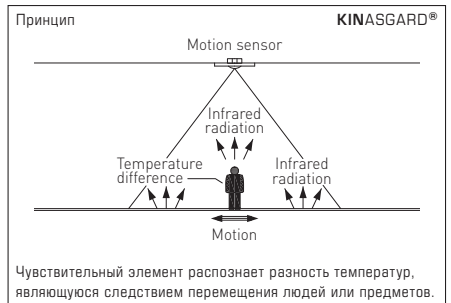 Принцип KINASGARD®
Motion sensor
Infrared
radiation
Temperature
difference
Infrared
radiation
Motion
Чувствительный элемент распознает разность температур,
являющуюся следствием перемещения людей или предметов.